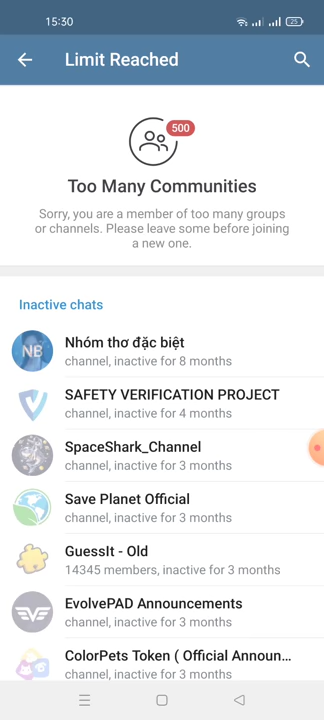 15:30
25
Limit Reached
500
Too Many Communities
Sorry, you are a member of too many groups
or channels. Please leave some before joining
a new one.
Inactive chats
NB
Nhóm thơ đặc biệt
channel, inactive for 8 months
SAFETY VERIFICATION PROJECT
channel, inactive for 4 months
SpaceShark_Channel
channel, inactive for 3 months
Save Planet Official
channel, inactive for 3 months
GuessIt - Old
14345 members, inactive for 3 months
EvolvePAD Announcements
channel, inactive for 3 months
ColorPets Token ( Official Announ...
channel, inactive for 3 months